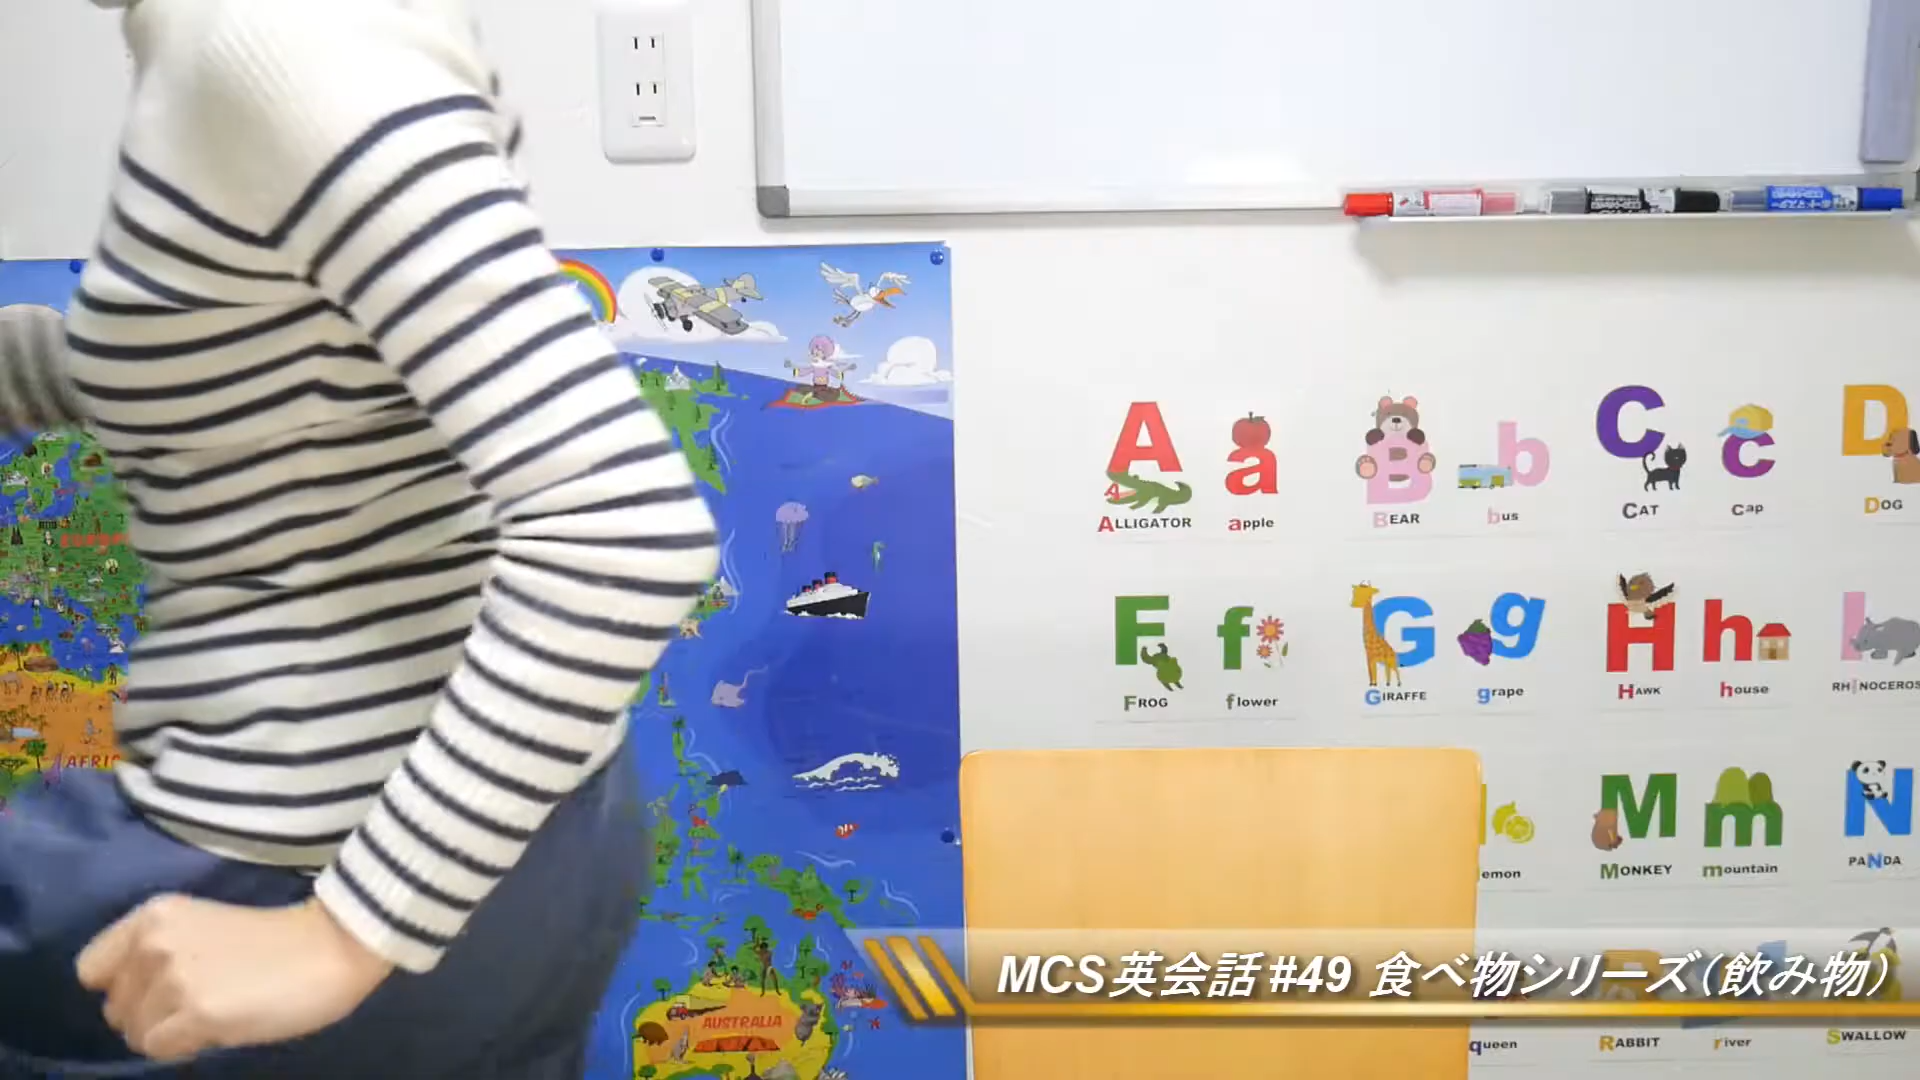 EUROPE
AFRIC
AUSTRALIA
A a B b C c D
ALLIGATOR apple BEAR bus CAT cap DOG
F f G g H h I
FROG flower GIRAFFE grape HAWK house RHINOCEROS
M m N
emon MONKEY mountain PANDA
MCS英会話 #49 食べ物シリーズ（飲み物）
queen RABBIT river SWALLOW